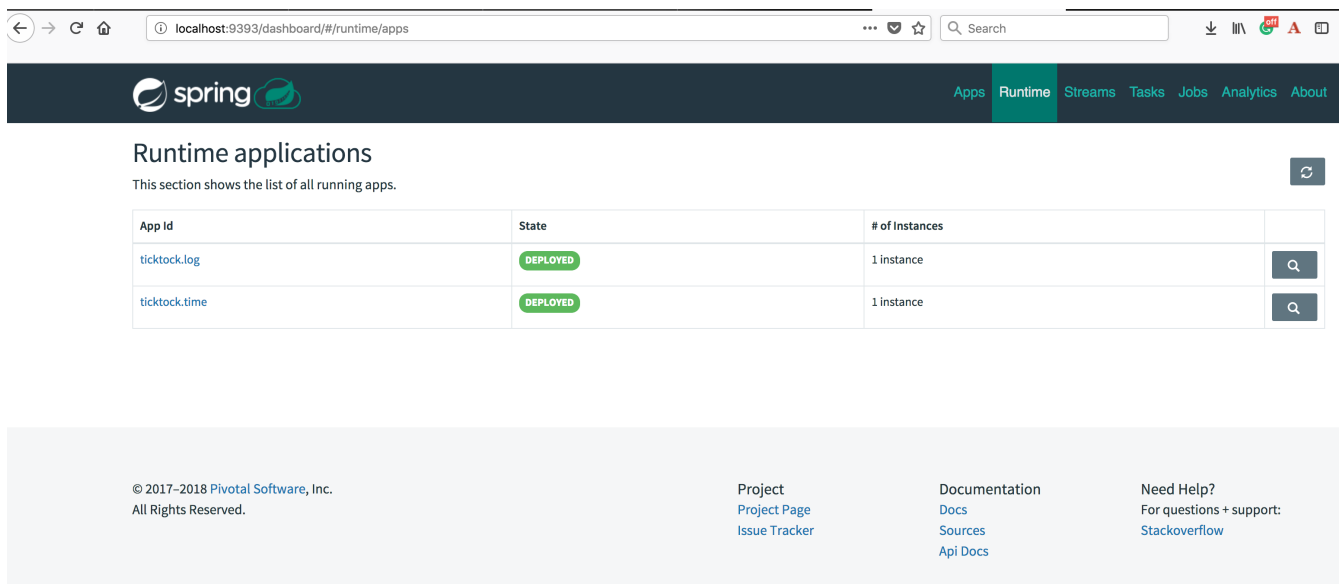 localhost:9393/dashboard/#/runtime/apps
Search
off
A
spring
Apps Runtime Streams Tasks Jobs Analytics About
Runtime applications
This section shows the list of all running apps.
App Id State # of Instances
ticktock.log DEPLOYED 1 instance
ticktock.time DEPLOYED 1 instance
© 2017–2018 Pivotal Software, Inc.
All Rights Reserved.
Project
Project Page
Issue Tracker
Documentation
Docs
Sources
Api Docs
Need Help?
For questions + support:
Stackoverflow